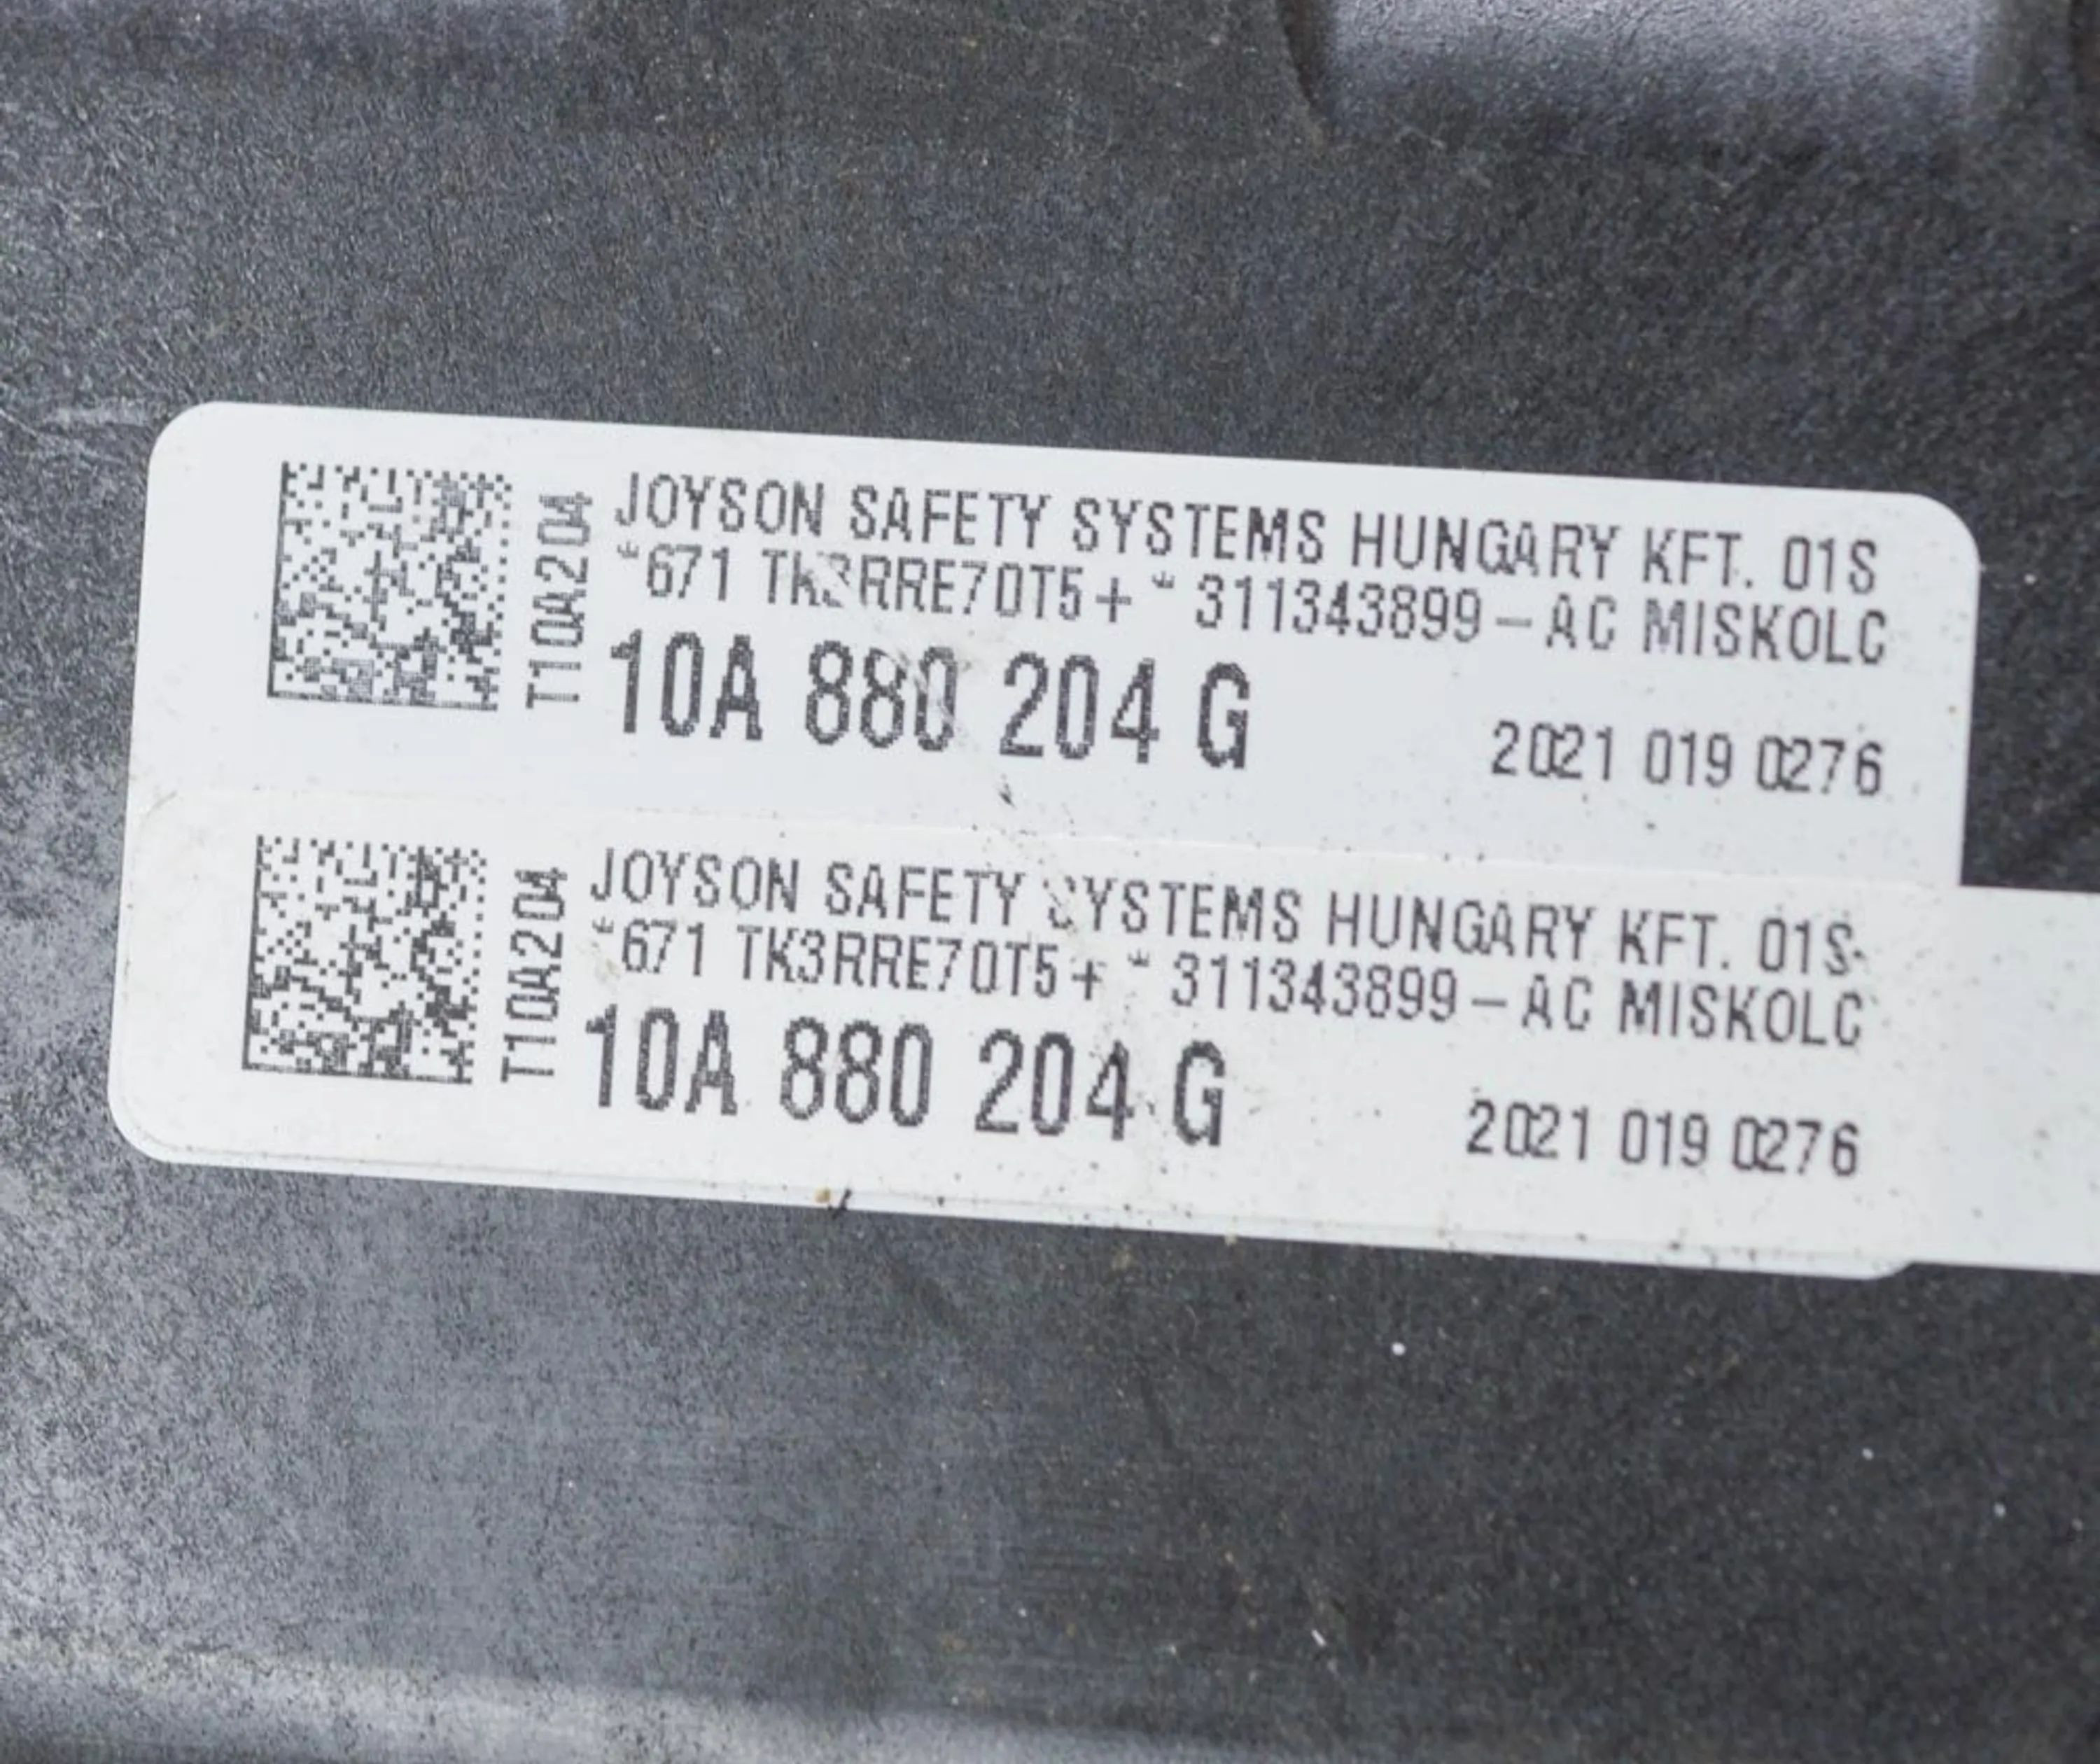 T10A204
JOYSON SAFETY SYSTEMS HUNGARY KFT. 01S
*671 TK3RRE70T5+ * 311343899-AC MISKOLC
10A 880 204 G
2021 019 0276
T10A204
JOYSON SAFETY SYSTEMS HUNGARY KFT. 01S
*671 TK3RRE70T5+ * 311343899-AC MISKOLC
10A 880 204 G
2021 019 0276